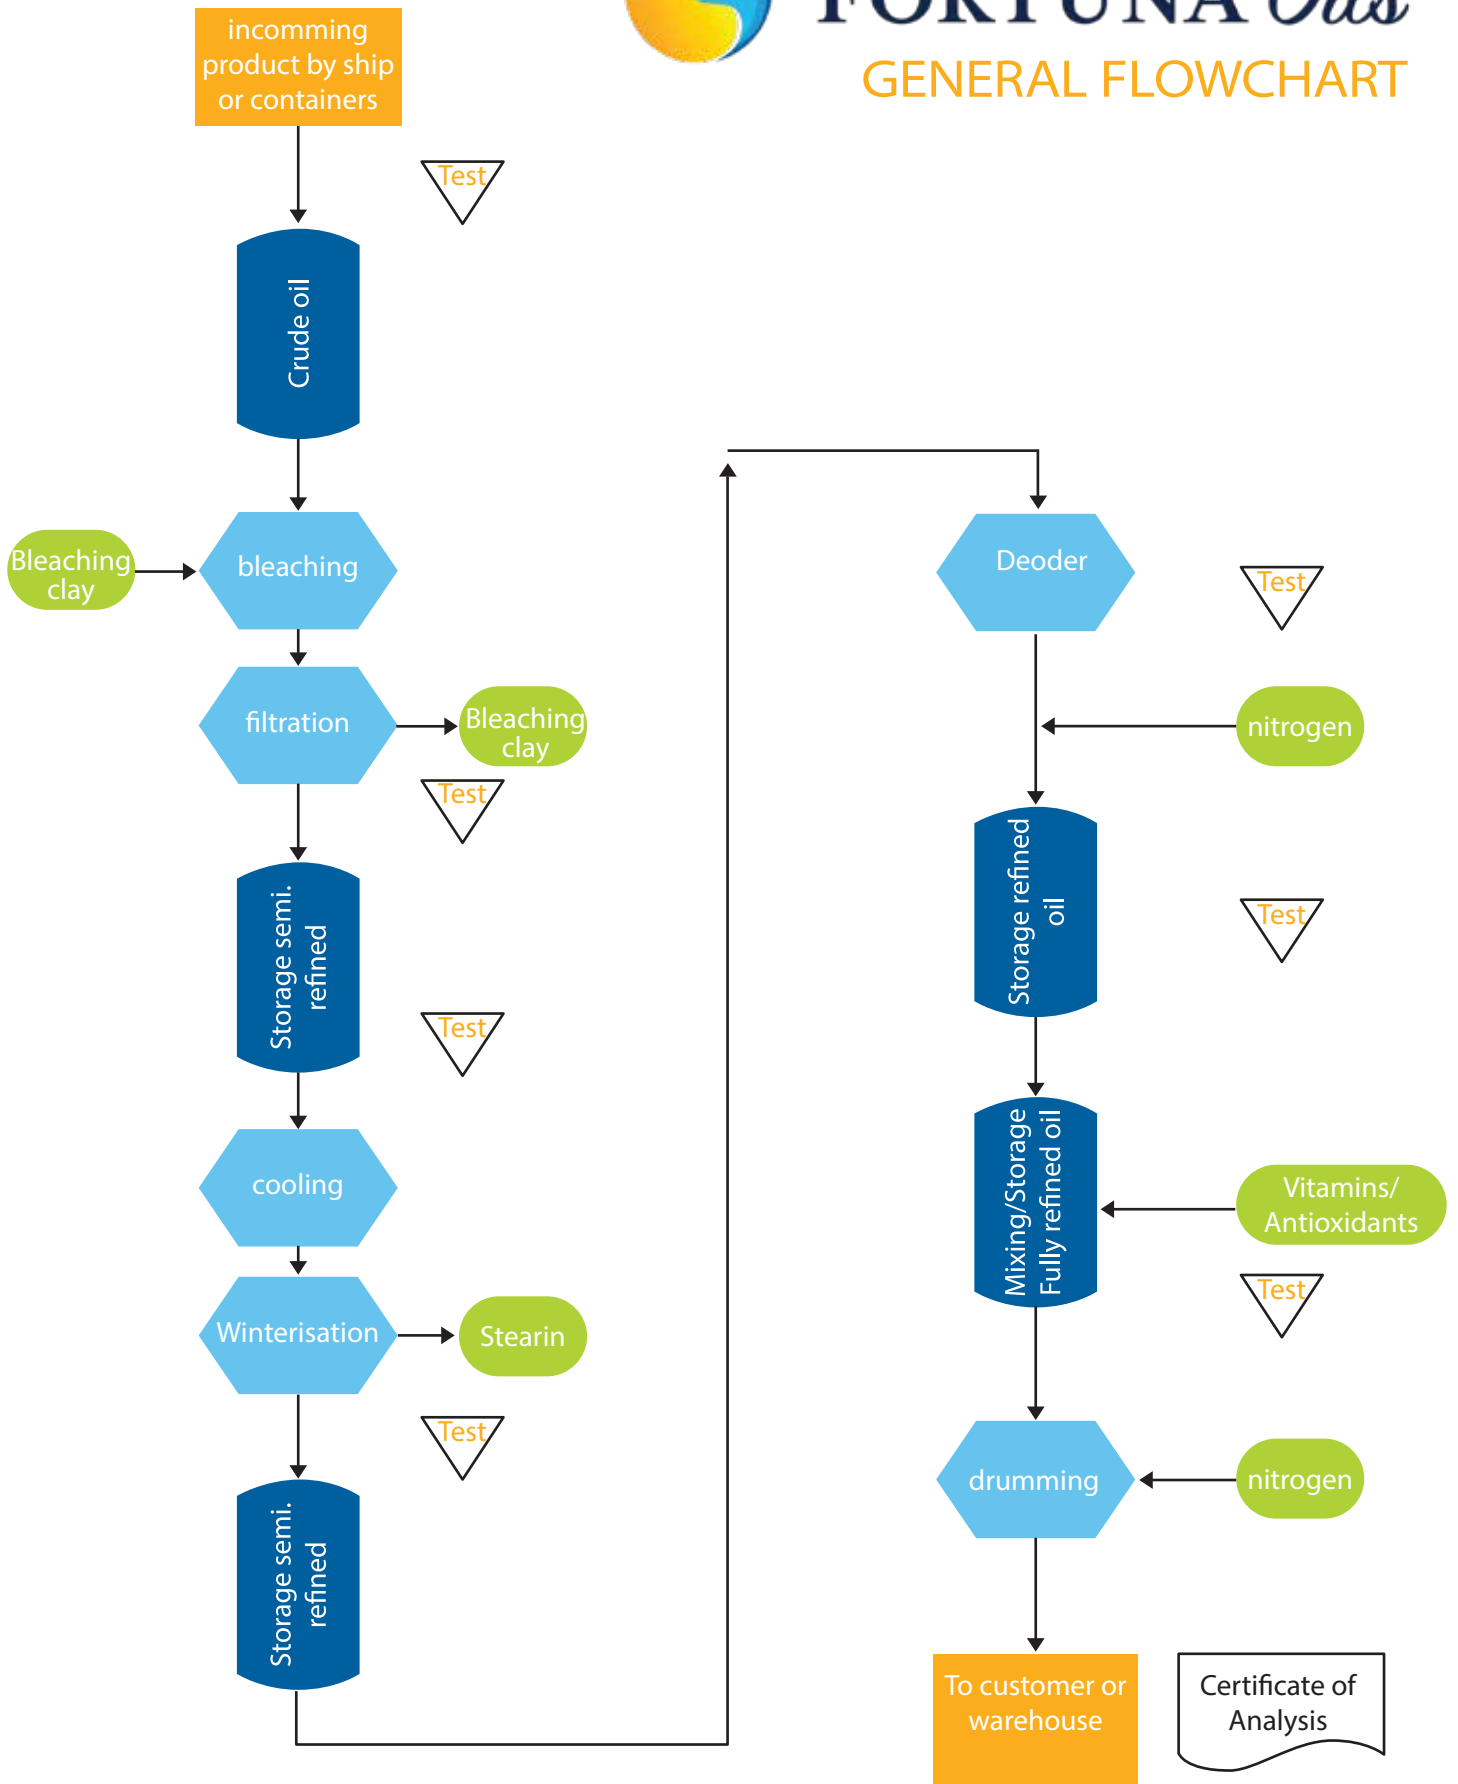 FORTUNA Oils
GENERAL FLOWCHART
incomming
product by ship
or containers
Test
Crude oil
Bleaching
clay
bleaching
filtration
Bleaching
clay
Test
Storage semi.
refined
Test
cooling
Winterisation
Stearin
Test
Storage semi.
refined
Deoder
Test
nitrogen
Storage refined
oil
Test
Mixing/Storage
Fully refined oil
Vitamins/
Antioxidants
Test
drumming
nitrogen
To customer or
warehouse
Certificate of
Analysis